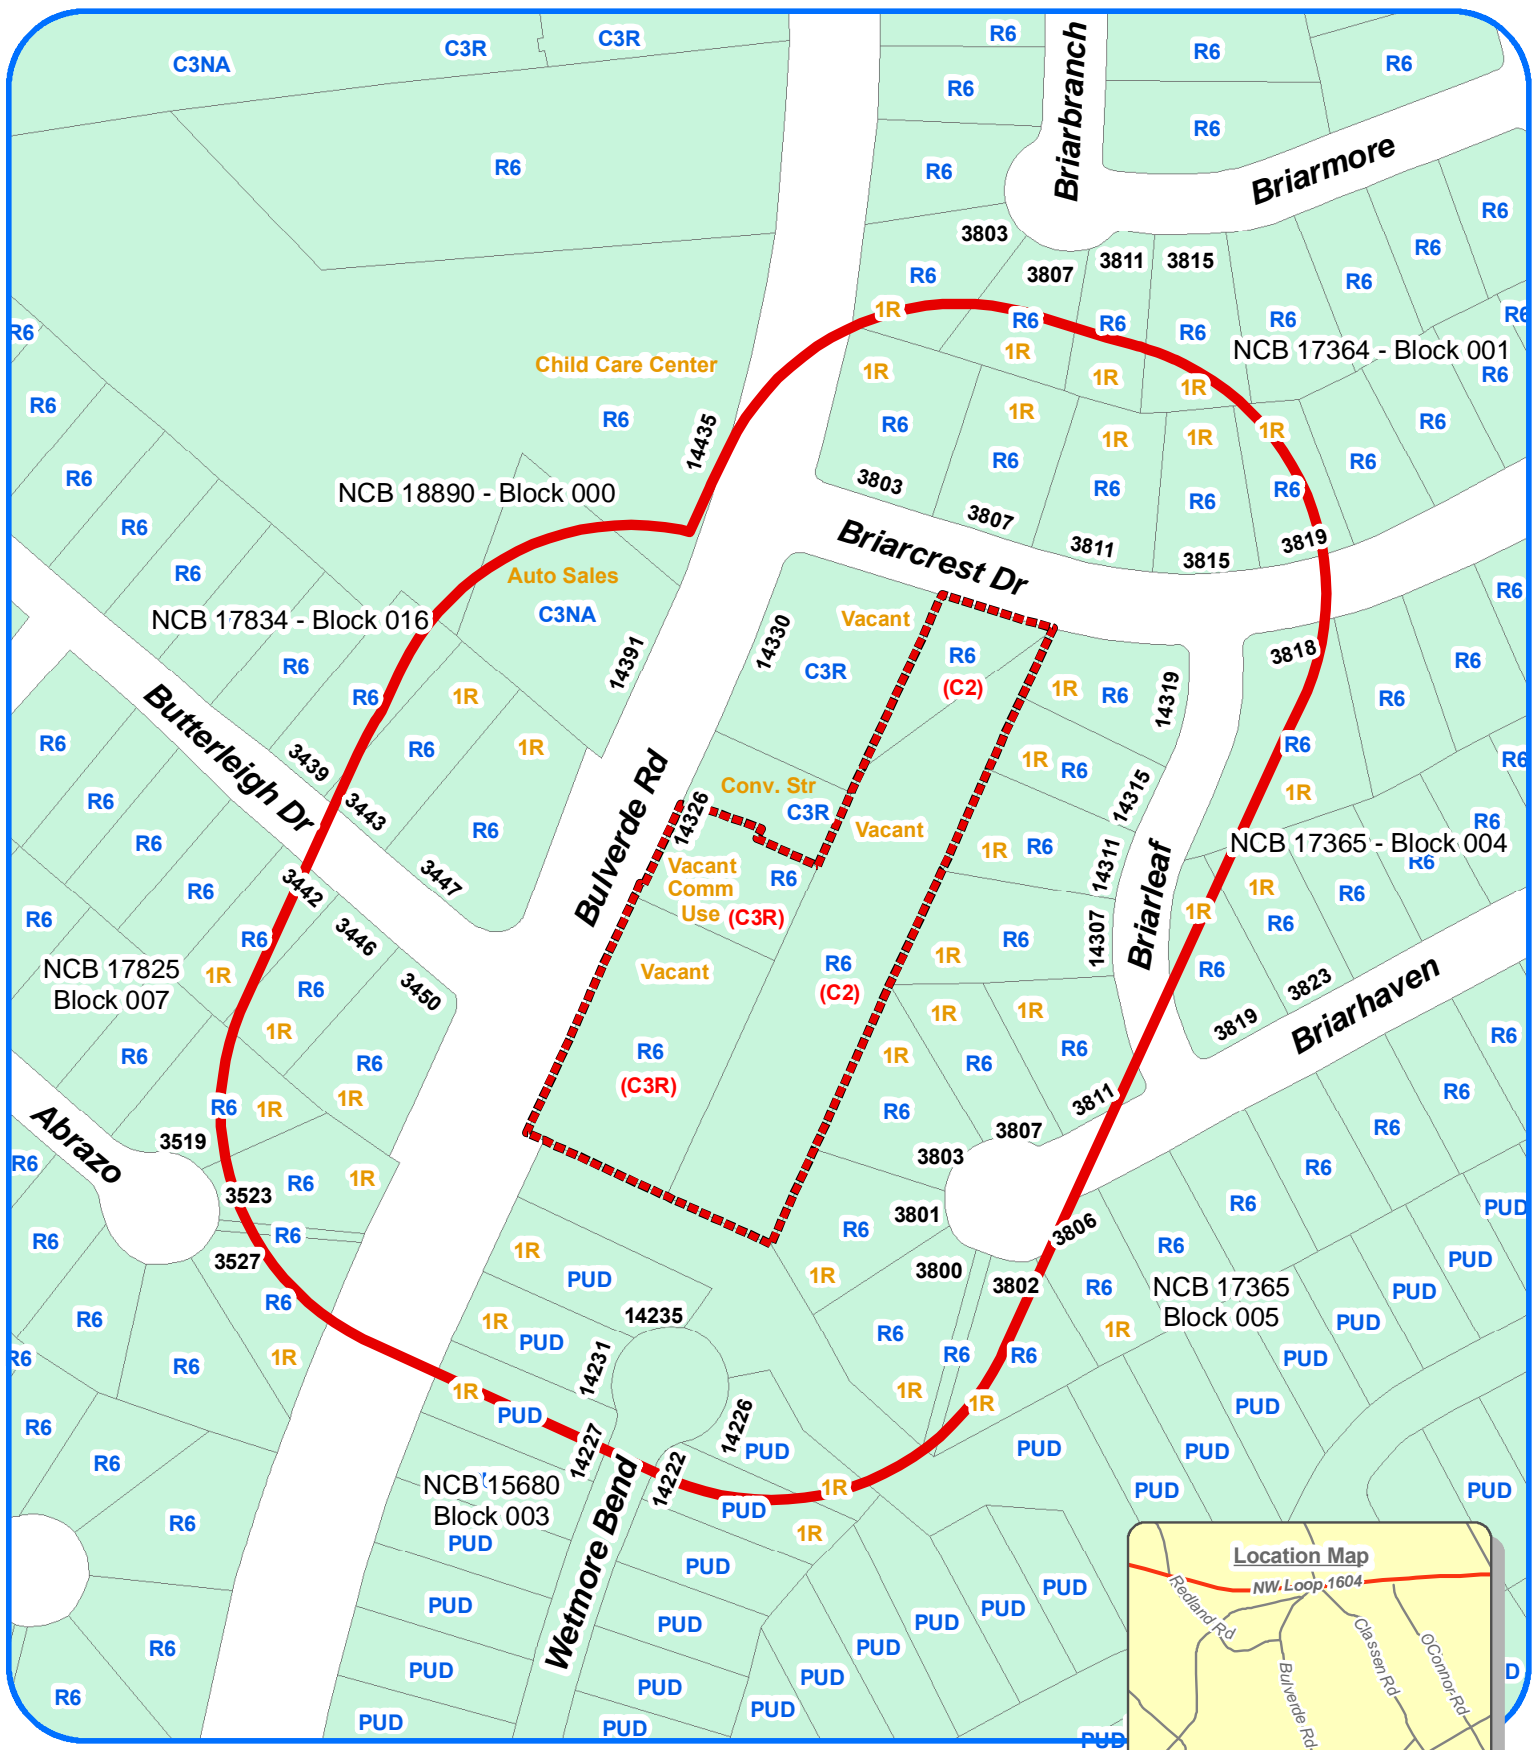 C3NA
C3R
C3R
R6
R6
R6
R6
Briarbranch
R6
R6
R6
Briarmore
R6
R6
R6
R6
3803
3807
3811
3815
R6
R6
R6
R6
R6
R6
R6
1R
1R
1R
1R
1R
NCB 17364 - Block 001
R6
R6
R6
Child Care Center
R6
14435
R6
R6
R6
R6
NCB 18890 - Block 000
1R
1R
1R
1R
R6
R6
R6
R6
R6
R6
3803
3807
3811
3815
3819
Briarcrest Dr
Auto Sales
C3NA
NCB 17834 - Block 016
R6
R6
1R
R6
1R
R6
14391
14330
Vacant
C3R
R6
(C2)
1R
R6
14319
3818
R6
R6
R6
R6
1R
R6
R6
R6
Butterleigh Dr
3439
3443
3447
3442
3446
3450
R6
R6
R6
R6
R6
Bulverde Rd
14326
Conv. Str
C3R
Vacant
Vacant
Comm
Use
(C3R)
R6
1R
R6
14315
1R
R6
14311
14307
Briarleaf
NCB 17365 - Block 004
R6
1R
R6
R6
1R
R6
3819
3823
Briarhaven
R6
R6
R6
NCB 17825
Block 007
1R
R6
R6
1R
R6
1R
1R
R6
R6
Vacant
R6
(C3R)
R6
(C2)
1R
R6
1R
1R
1R
R6
R6
R6
3811
3807
3803
3801
3800
3802
3806
Abrazo
3519
3523
3527
R6
R6
R6
1R
R6
R6
1R
R6
R6
R6
R6
R6
R6
R6
R6
R6
1R
PUD
1R
PUD
14235
14231
14227
14226
14222
1R
PUD
PUD
PUD
1R
1R
R6
1R
R6
R6
1R
R6
1R
1R
R6
R6
R6
R6
PUD
PUD
PUD
PUD
PUD
PUD
PUD
PUD
PUD
PUD
NCB 17365
Block 005
NCB 15680
Block 003
PUD
PUD
PUD
PUD
Wetmore Bend
PUD
PUD
PUD
PUD
PUD
PUD
PUD
PUD
PUD
PUD
PUD
Location Map
NW Loop 1604
Redland Rd
Bulverde Rd
Classen Rd
OConnor Rd